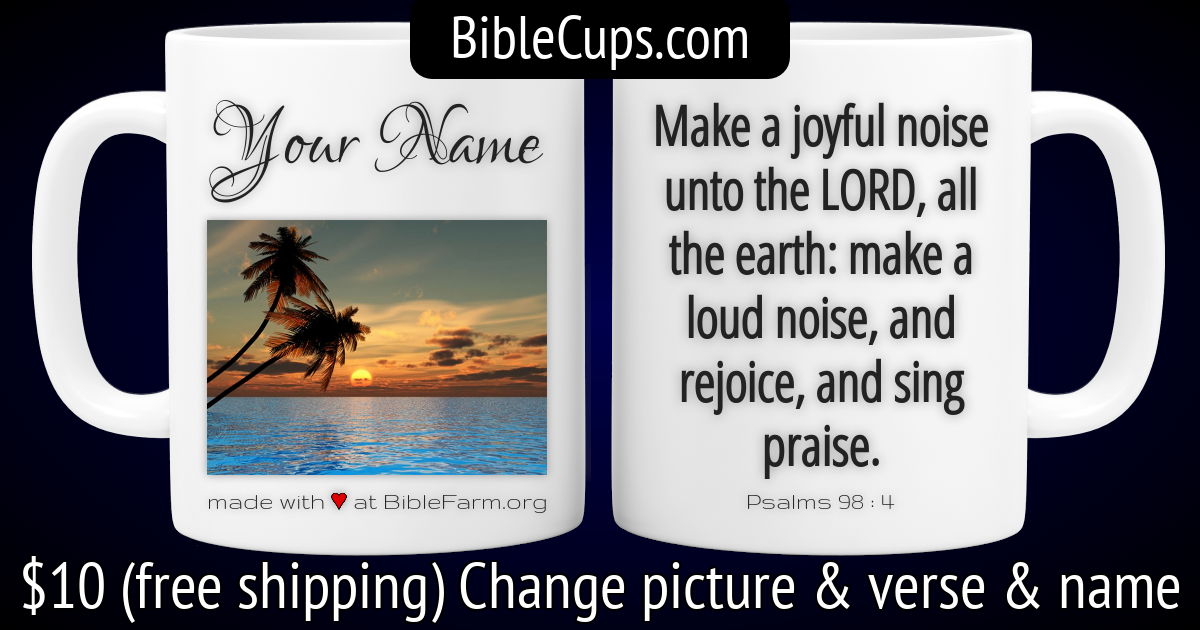 BibleCups.com
Your Name
made with ♥ at BibleFarm.org
Make a joyful noise
unto the LORD, all
the earth: make a
loud noise, and
rejoice, and sing
praise.
Psalms 98 : 4
$10 (free shipping) Change picture & verse & name